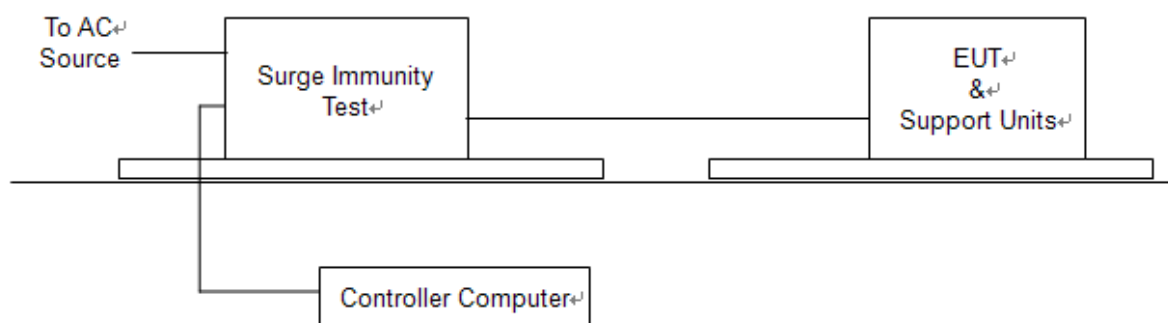 To AC
Source
Surge Immunity
Test
EUT
&
Support Units
Controller Computer